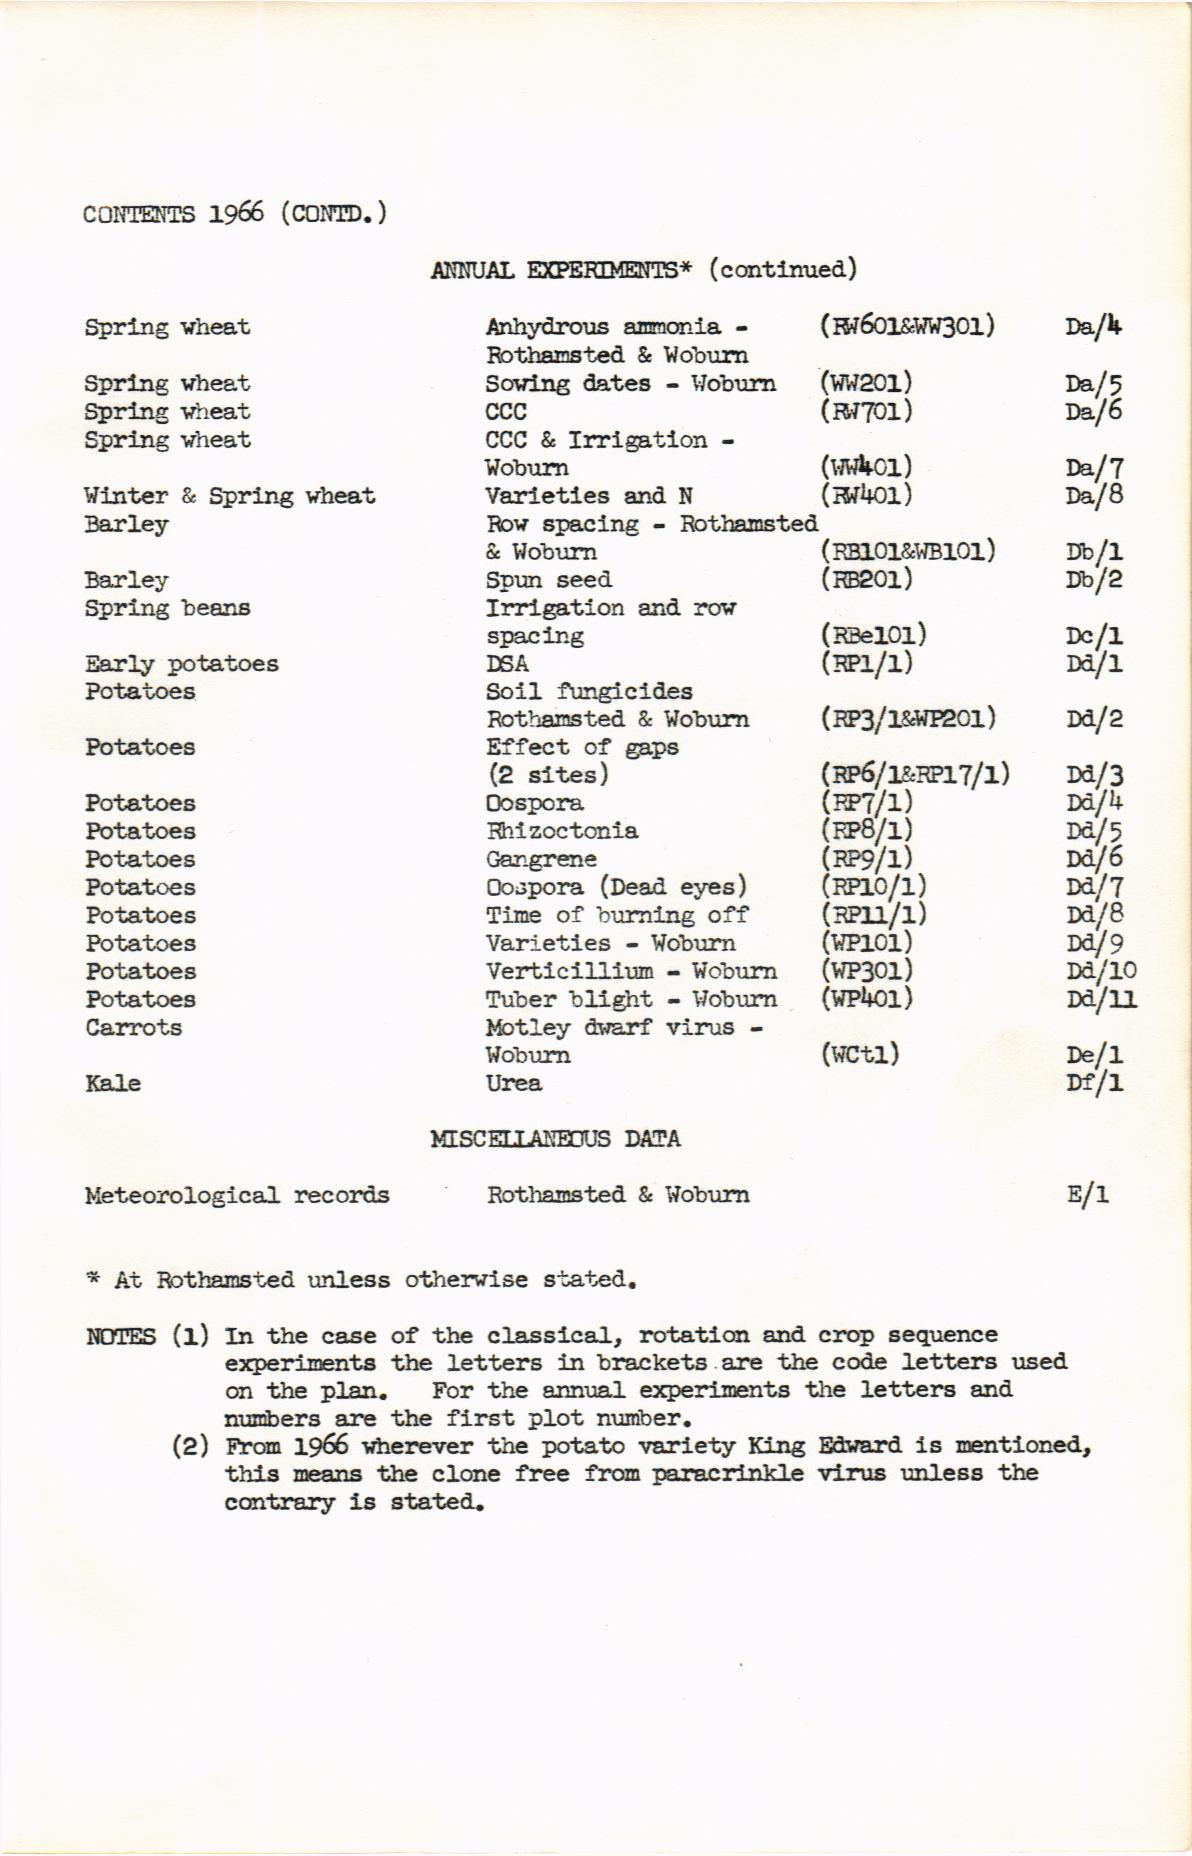 CONTENTS 1966 (CONTD.)
ANNUAL EXPERIMENTS* (continued)
Spring wheat Anhydrous ammonia - (RW601&WW301) Da/4
Rothamsted & Woburn
Spring wheat Sowing dates - Woburn (WW201) Da/5
Spring wheat CCC (RW701) Da/6
Spring wheat CCC & Irrigation -
Woburn (WW401) Da/7
Winter & Spring wheat Varieties and N (RW401) Da/8
Barley Row spacing - Rothamsted
& Woburn (RB101&WB101) Db/1
Barley Spun seed (RB201) Db/2
Spring beans Irrigation and row
spacing (RBe101) Dc/1
Early potatoes DSA (RP1/1) Dd/1
Potatoes Soil fungicides
Rothamsted & Woburn (RP3/1&WP201) Dd/2
Potatoes Effect of gaps
(2 sites) (RP6/1&RP17/1) Dd/3
Potatoes Oospora (RP7/1) Dd/4
Potatoes Rhizoctonia (RP8/1) Dd/5
Potatoes Gangrene (RP9/1) Dd/6
Potatoes Oospora (Dead eyes) (RP10/1) Dd/7
Potatoes Time of burning off (RP11/1) Dd/8
Potatoes Varieties - Woburn (WP101) Dd/9
Potatoes Verticillium - Woburn (WP301) Dd/10
Potatoes Tuber blight - Woburn (WP401) Dd/11
Carrots Motley dwarf virus -
Woburn (WCt1) De/1
Kale Urea Df/1
MISCELLANEOUS DATA
Meteorological records Rothamsted & Woburn E/1
* At Rothamsted unless otherwise stated.
NOTES (1) In the case of the classical, rotation and crop sequence
experiments the letters in brackets are the code letters used
on the plan. For the annual experiments the letters and
numbers are the first plot number.
(2) From 1966 wherever the potato variety King Edward is mentioned,
this means the clone free from paracrinkle virus unless the
contrary is stated.